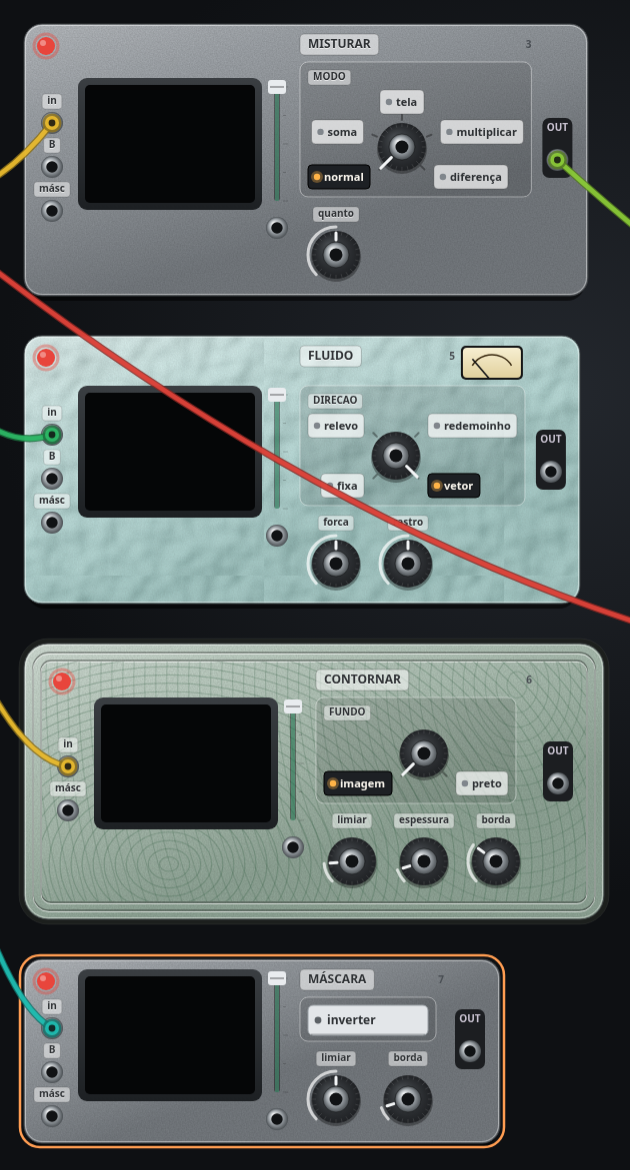 MISTURAR 3
MODO
in
tela
B
soma
multiplicar
OUT
másc
normal
diferença
quanto
FLUIDO 5
DIRECAO
in
relevo
redemoinho
B
OUT
másc
fixa
vetor
forca
CONTORNAR 6
FUNDO
in
OUT
másc
imagem
preto
limiar espessura borda
MÁSCARA 7
in
inverter
OUT
B
limiar borda
másc